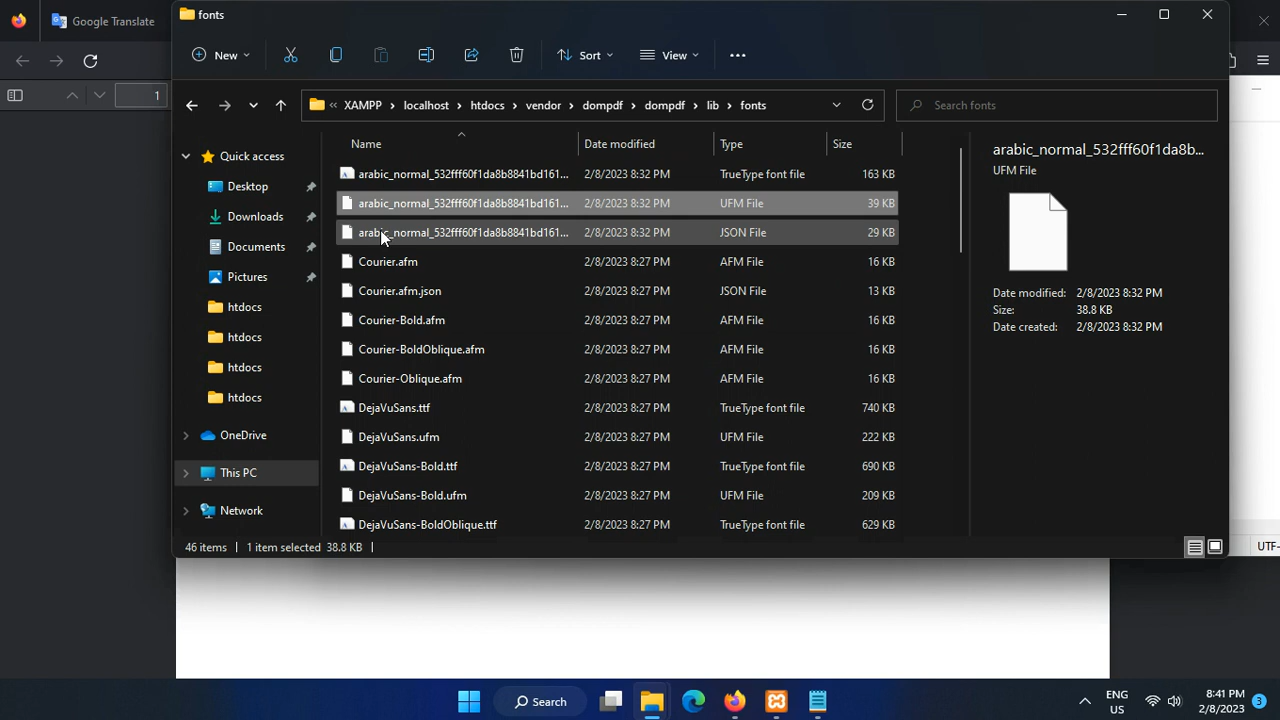 Google Translate
fonts
New
Sort
View
XAMPP
localhost
htdocs
vendor
dompdf
dompdf
lib
fonts
Search fonts
1
Quick access
Desktop
Downloads
Documents
Pictures
htdocs
htdocs
htdocs
htdocs
OneDrive
This PC
Network
Name Date modified Type Size
arabic_normal_532fff60f1da8b8841bd161... 2/8/2023 8:32 PM TrueType font file 163 KB
arabic_normal_532fff60f1da8b8841bd161... 2/8/2023 8:32 PM UFM File 39 KB
arabic_normal_532fff60f1da8b8841bd161... 2/8/2023 8:32 PM JSON File 29 KB
Courier.afm 2/8/2023 8:27 PM AFM File 16 KB
Courier.afm.json 2/8/2023 8:27 PM JSON File 13 KB
Courier-Bold.afm 2/8/2023 8:27 PM AFM File 16 KB
Courier-BoldOblique.afm 2/8/2023 8:27 PM AFM File 16 KB
Courier-Oblique.afm 2/8/2023 8:27 PM AFM File 16 KB
DejaVuSans.ttf 2/8/2023 8:27 PM TrueType font file 740 KB
DejaVuSans.ufm 2/8/2023 8:27 PM UFM File 222 KB
DejaVuSans-Bold.ttf 2/8/2023 8:27 PM TrueType font file 690 KB
DejaVuSans-Bold.ufm 2/8/2023 8:27 PM UFM File 209 KB
DejaVuSans-BoldOblique.ttf 2/8/2023 8:27 PM TrueType font file 629 KB
arabic_normal_532fff60f1da8b...
UFM File
Date modified: 2/8/2023 8:32 PM
Size: 38.8 KB
Date created: 2/8/2023 8:32 PM
46 items 1 item selected 38.8 KB
UTF-
Search
ENG
US
8:41 PM
2/8/2023
3